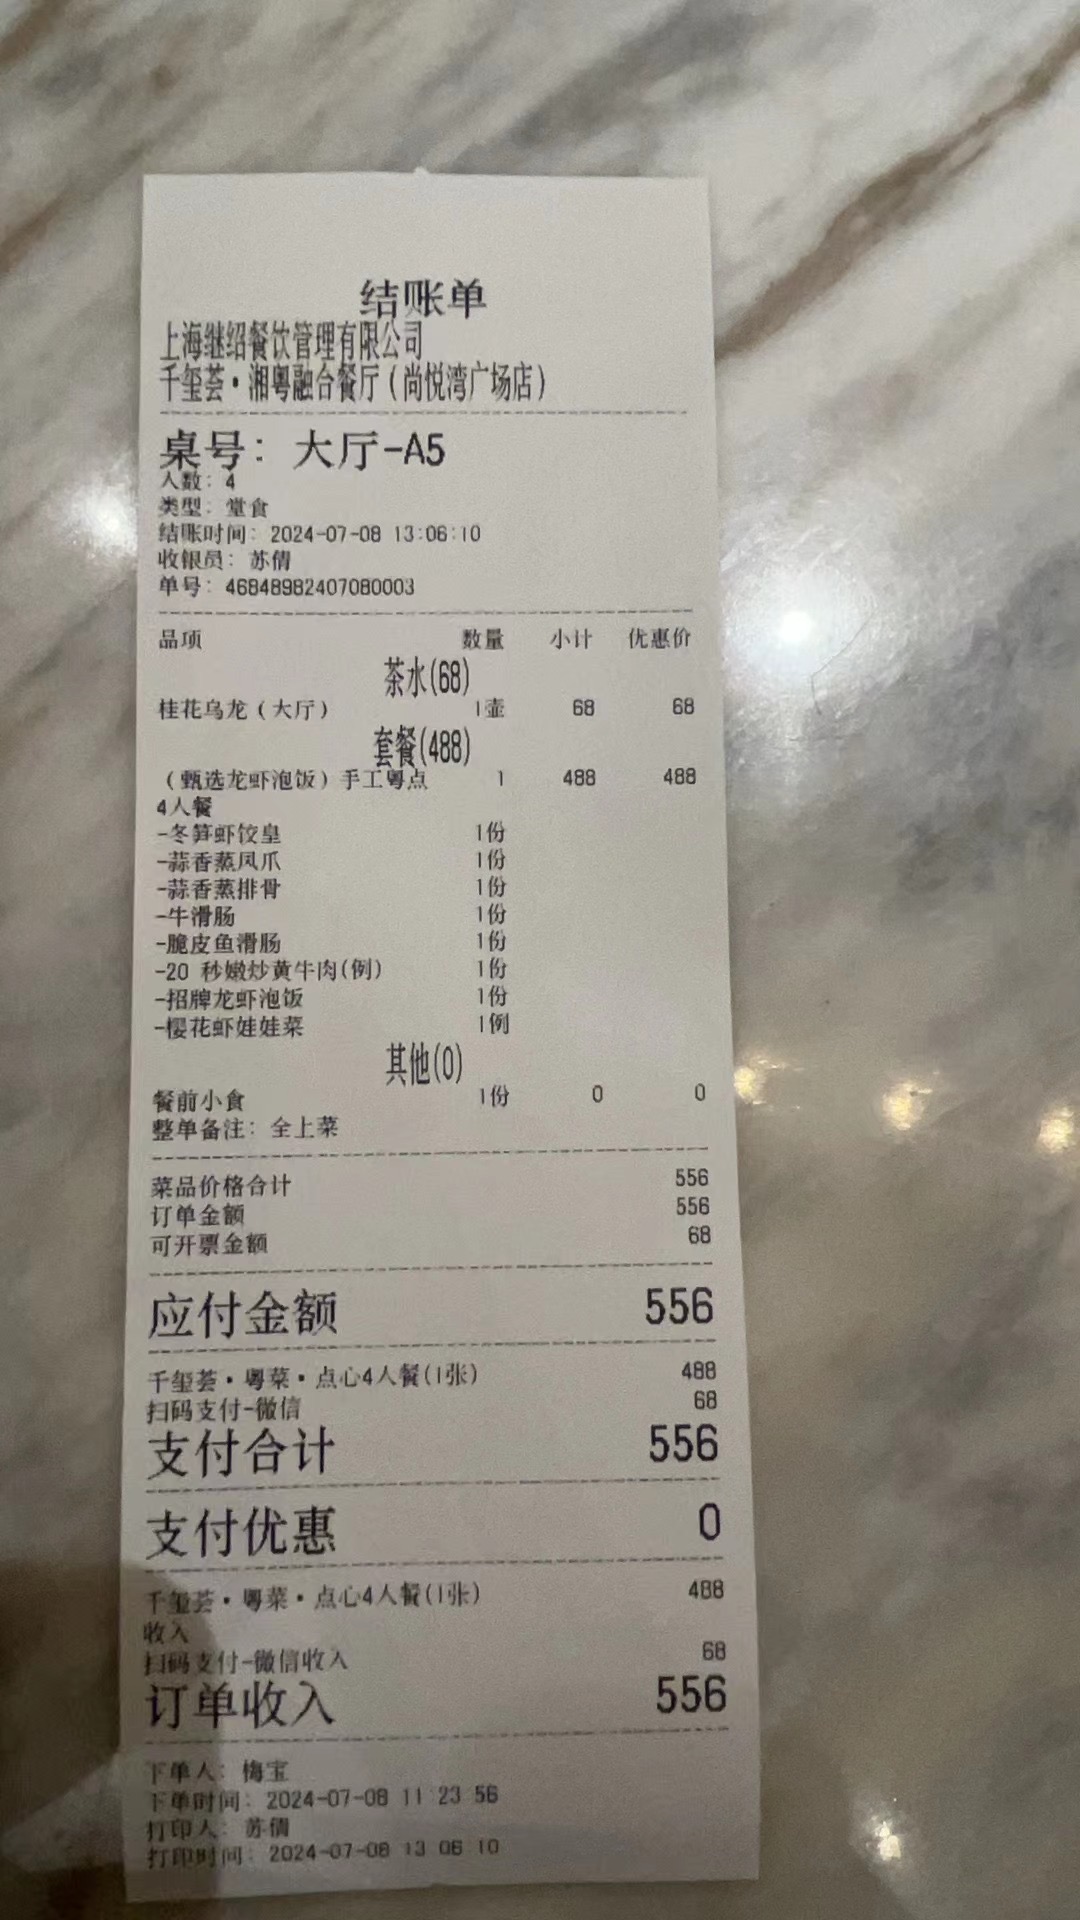 结账单
上海继绍餐饮管理有限公司
千玺荟·湘粤融合餐厅（尚悦湾广场店）
桌号：大厅-A5
人数：4
类型：堂食
结账时间：2024-07-08 13:06:10
收银员：苏倩
单号：46848982407080003
品项 数量 小计 优惠价
茶水(68)
桂花乌龙（大厅） 1壶 68 68
套餐(488)
（甄选龙虾泡饭）手工粤点 1 488 488
4人餐
-冬笋虾饺皇 1份
-蒜香蒸凤爪 1份
-蒜香蒸排骨 1份
-牛滑肠 1份
-脆皮鱼滑肠 1份
-20 秒嫩炒黄牛肉(例) 1份
-招牌龙虾泡饭 1份
-樱花虾娃娃菜 1例
其他(0)
餐前小食 1份 0 0
整单备注：全上菜
菜品价格合计 556
订单金额 556
可开票金额 68
应付金额 556
千玺荟·粤菜·点心4人餐(1张) 488
扫码支付-微信 68
支付合计 556
支付优惠 0
千玺荟·粤菜·点心4人餐(1张) 488
收入
扫码支付-微信收入 68
订单收入 556
下单人：梅宝
下单时间：2024-07-08 11:23:56
打印人：苏倩
打印时间：2024-07-08 13:06:10